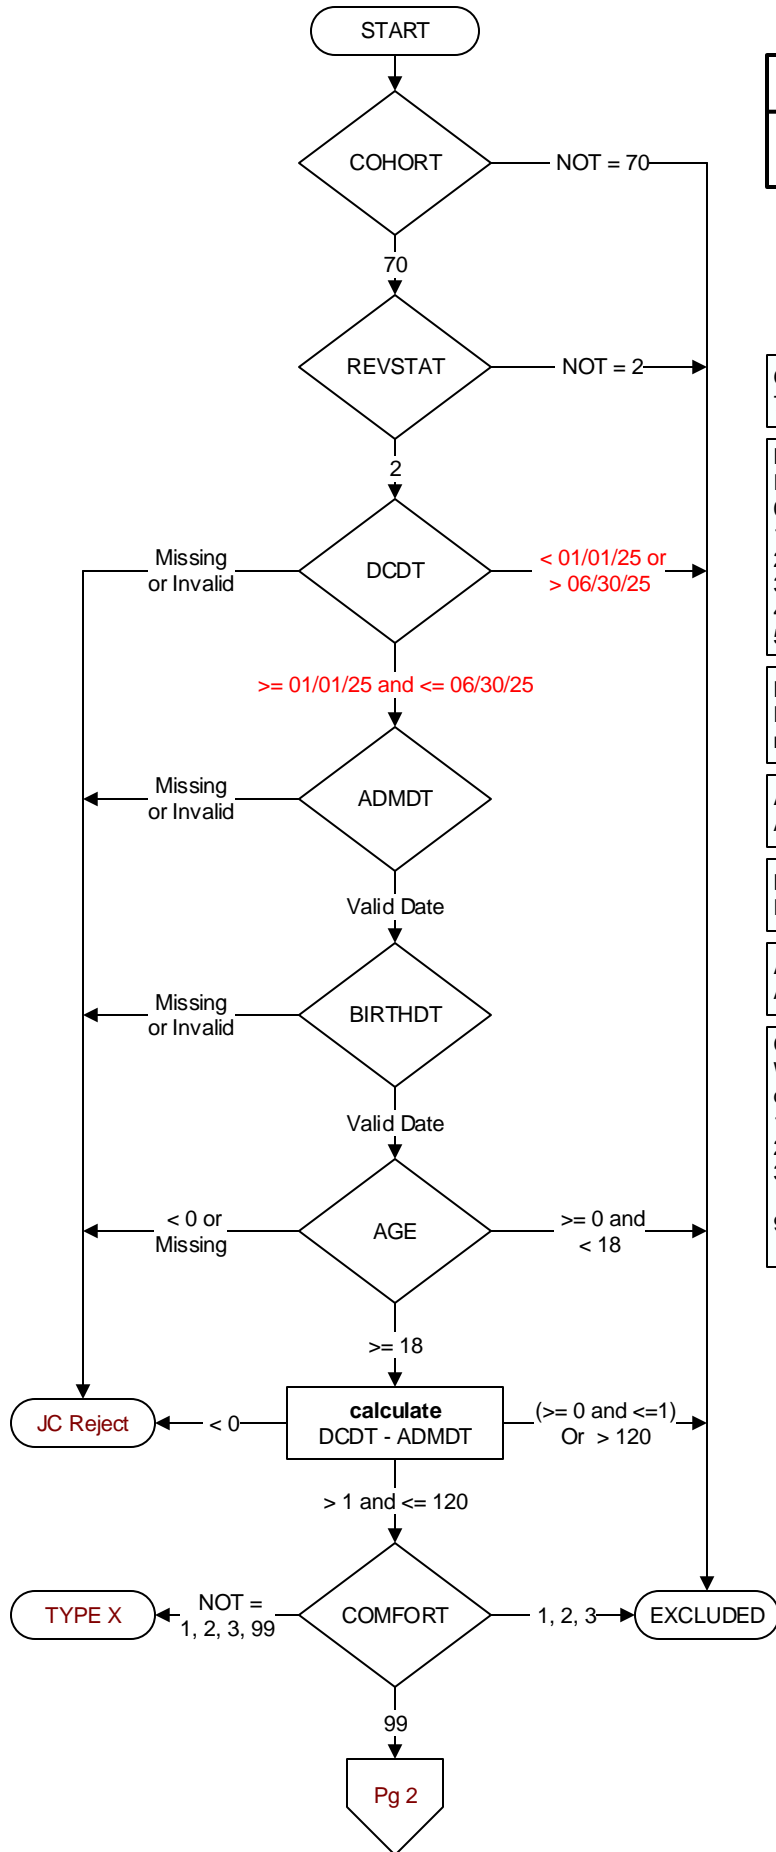 START
COHORT
NOT = 70
70
REVSTAT
NOT = 2
2
Missing
or Invalid
DCDT
< 01/01/25 or
> 06/30/25
>= 01/01/25 and <= 06/30/25
Missing
or Invalid
ADMDT
Valid Date
Missing
or Invalid
BIRTHDT
Valid Date
< 0 or
Missing
AGE
>= 0 and
< 18
>= 18
JC Reject
< 0
calculate
DCDT - ADMDT
(>= 0 and <=1)
Or > 120
> 1 and <= 120
TYPE X
NOT =
1, 2, 3, 99
COMFORT
1, 2, 3
EXCLUDED
99
Pg 2